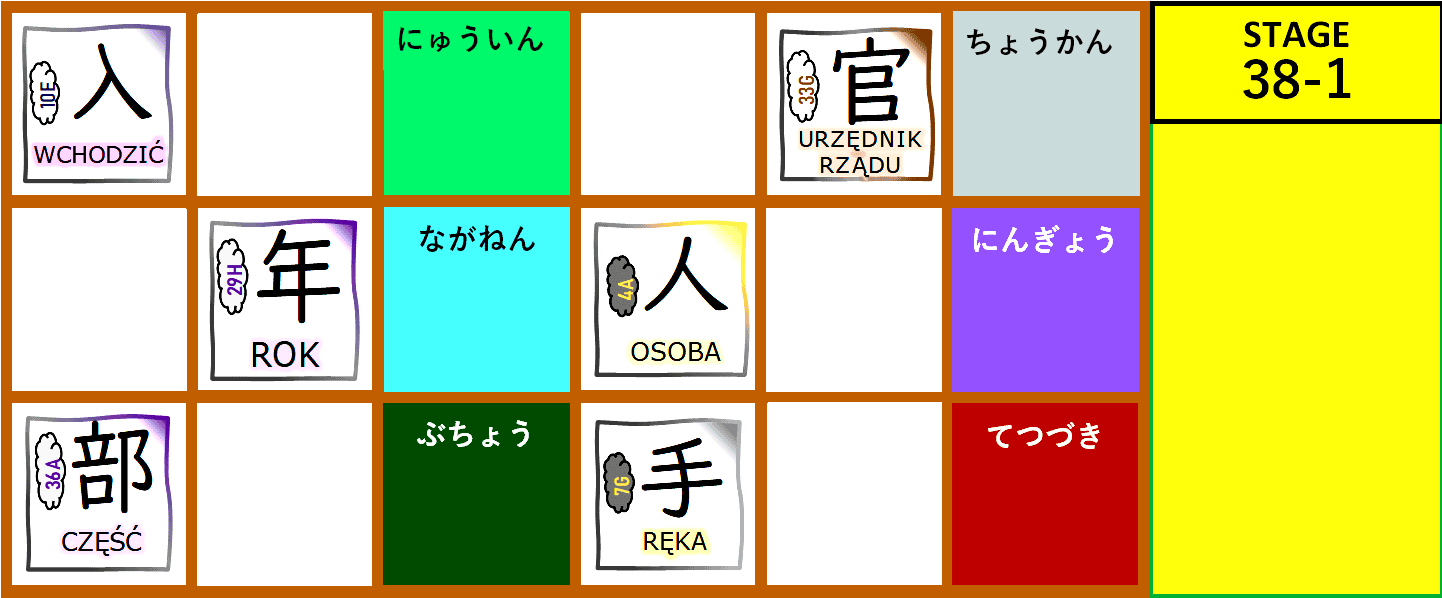 入
10E
WCHODZIĆ
にゅういん
官
33G
URZĘDNIK
RZĄDU
ちょうかん
STAGE
38-1
年
29H
ROK
ながねん
人
4A
OSOBA
にんぎょう
部
36A
CZĘŚĆ
ぶちょう
手
7G
RĘKA
てつづき